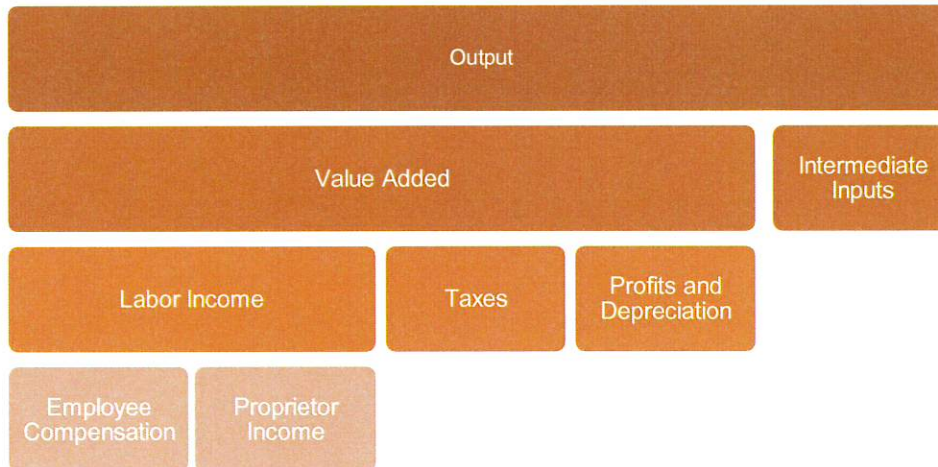 Output
Value Added
Intermediate
Inputs
Labor Income
Taxes
Profits and
Depreciation
Employee
Compensation
Proprietor
Income